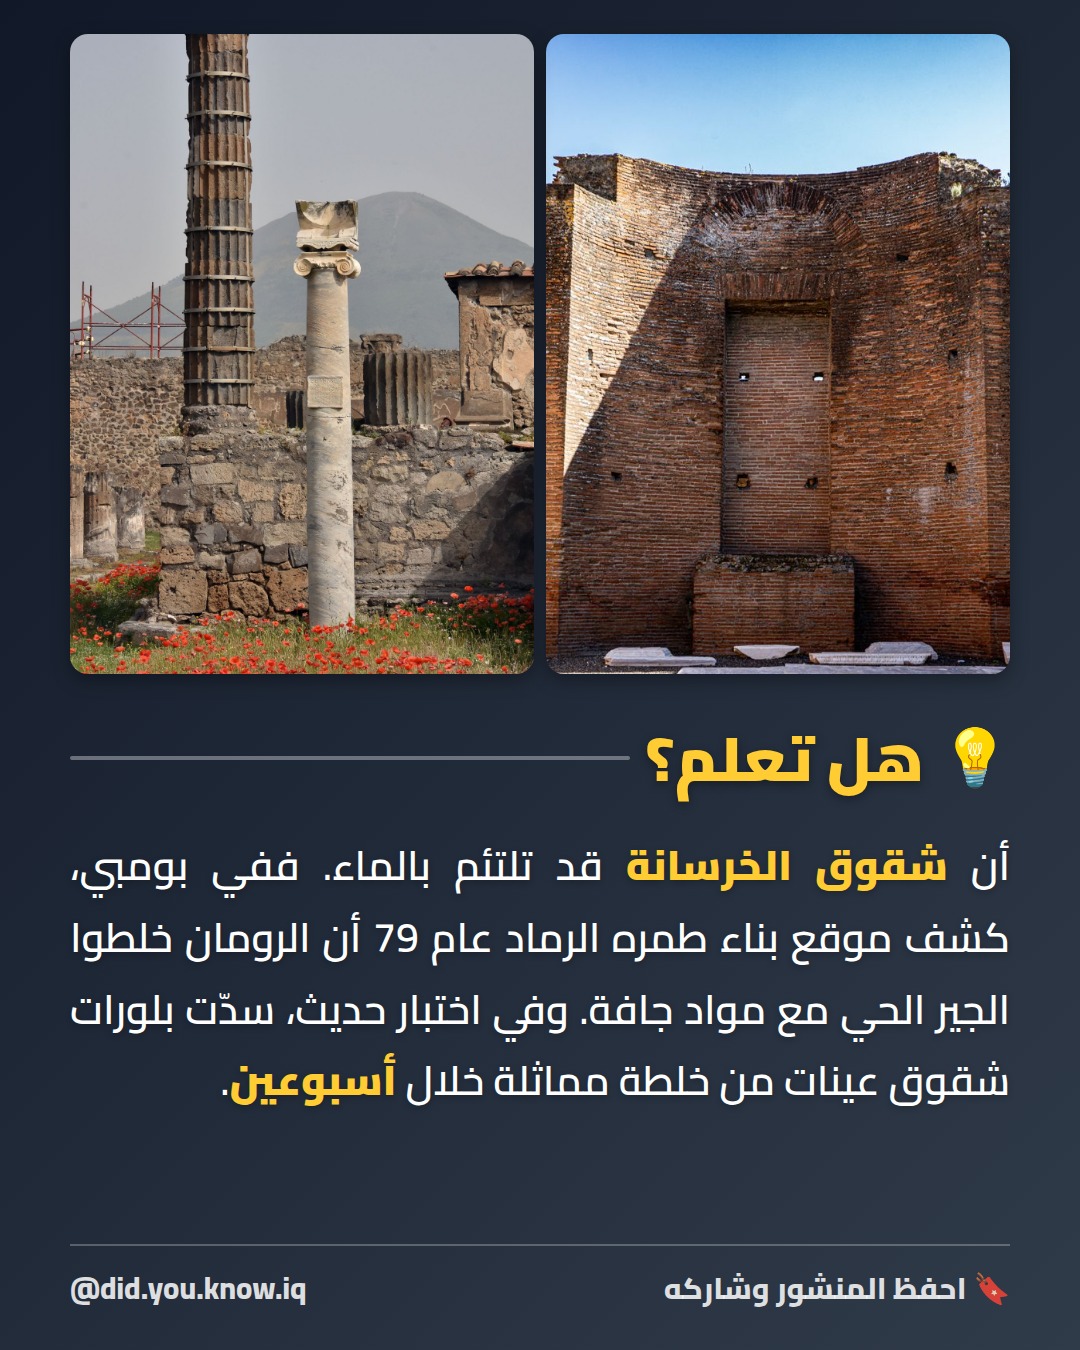 هل تعلم؟
أن شقوق الخرسانة قد تلتئم بالماء. ففي بومبي،
كشف موقع بناء طمره الرماد عام 79 أن الرومان خلطوا
الجير الحي مع مواد جافة. وفي اختبار حديث، سدّت بلورات
شقوق عينات من خلطة مماثلة خلال أسبوعين.
احفظ المنشور وشاركه
@did.you.know.iq